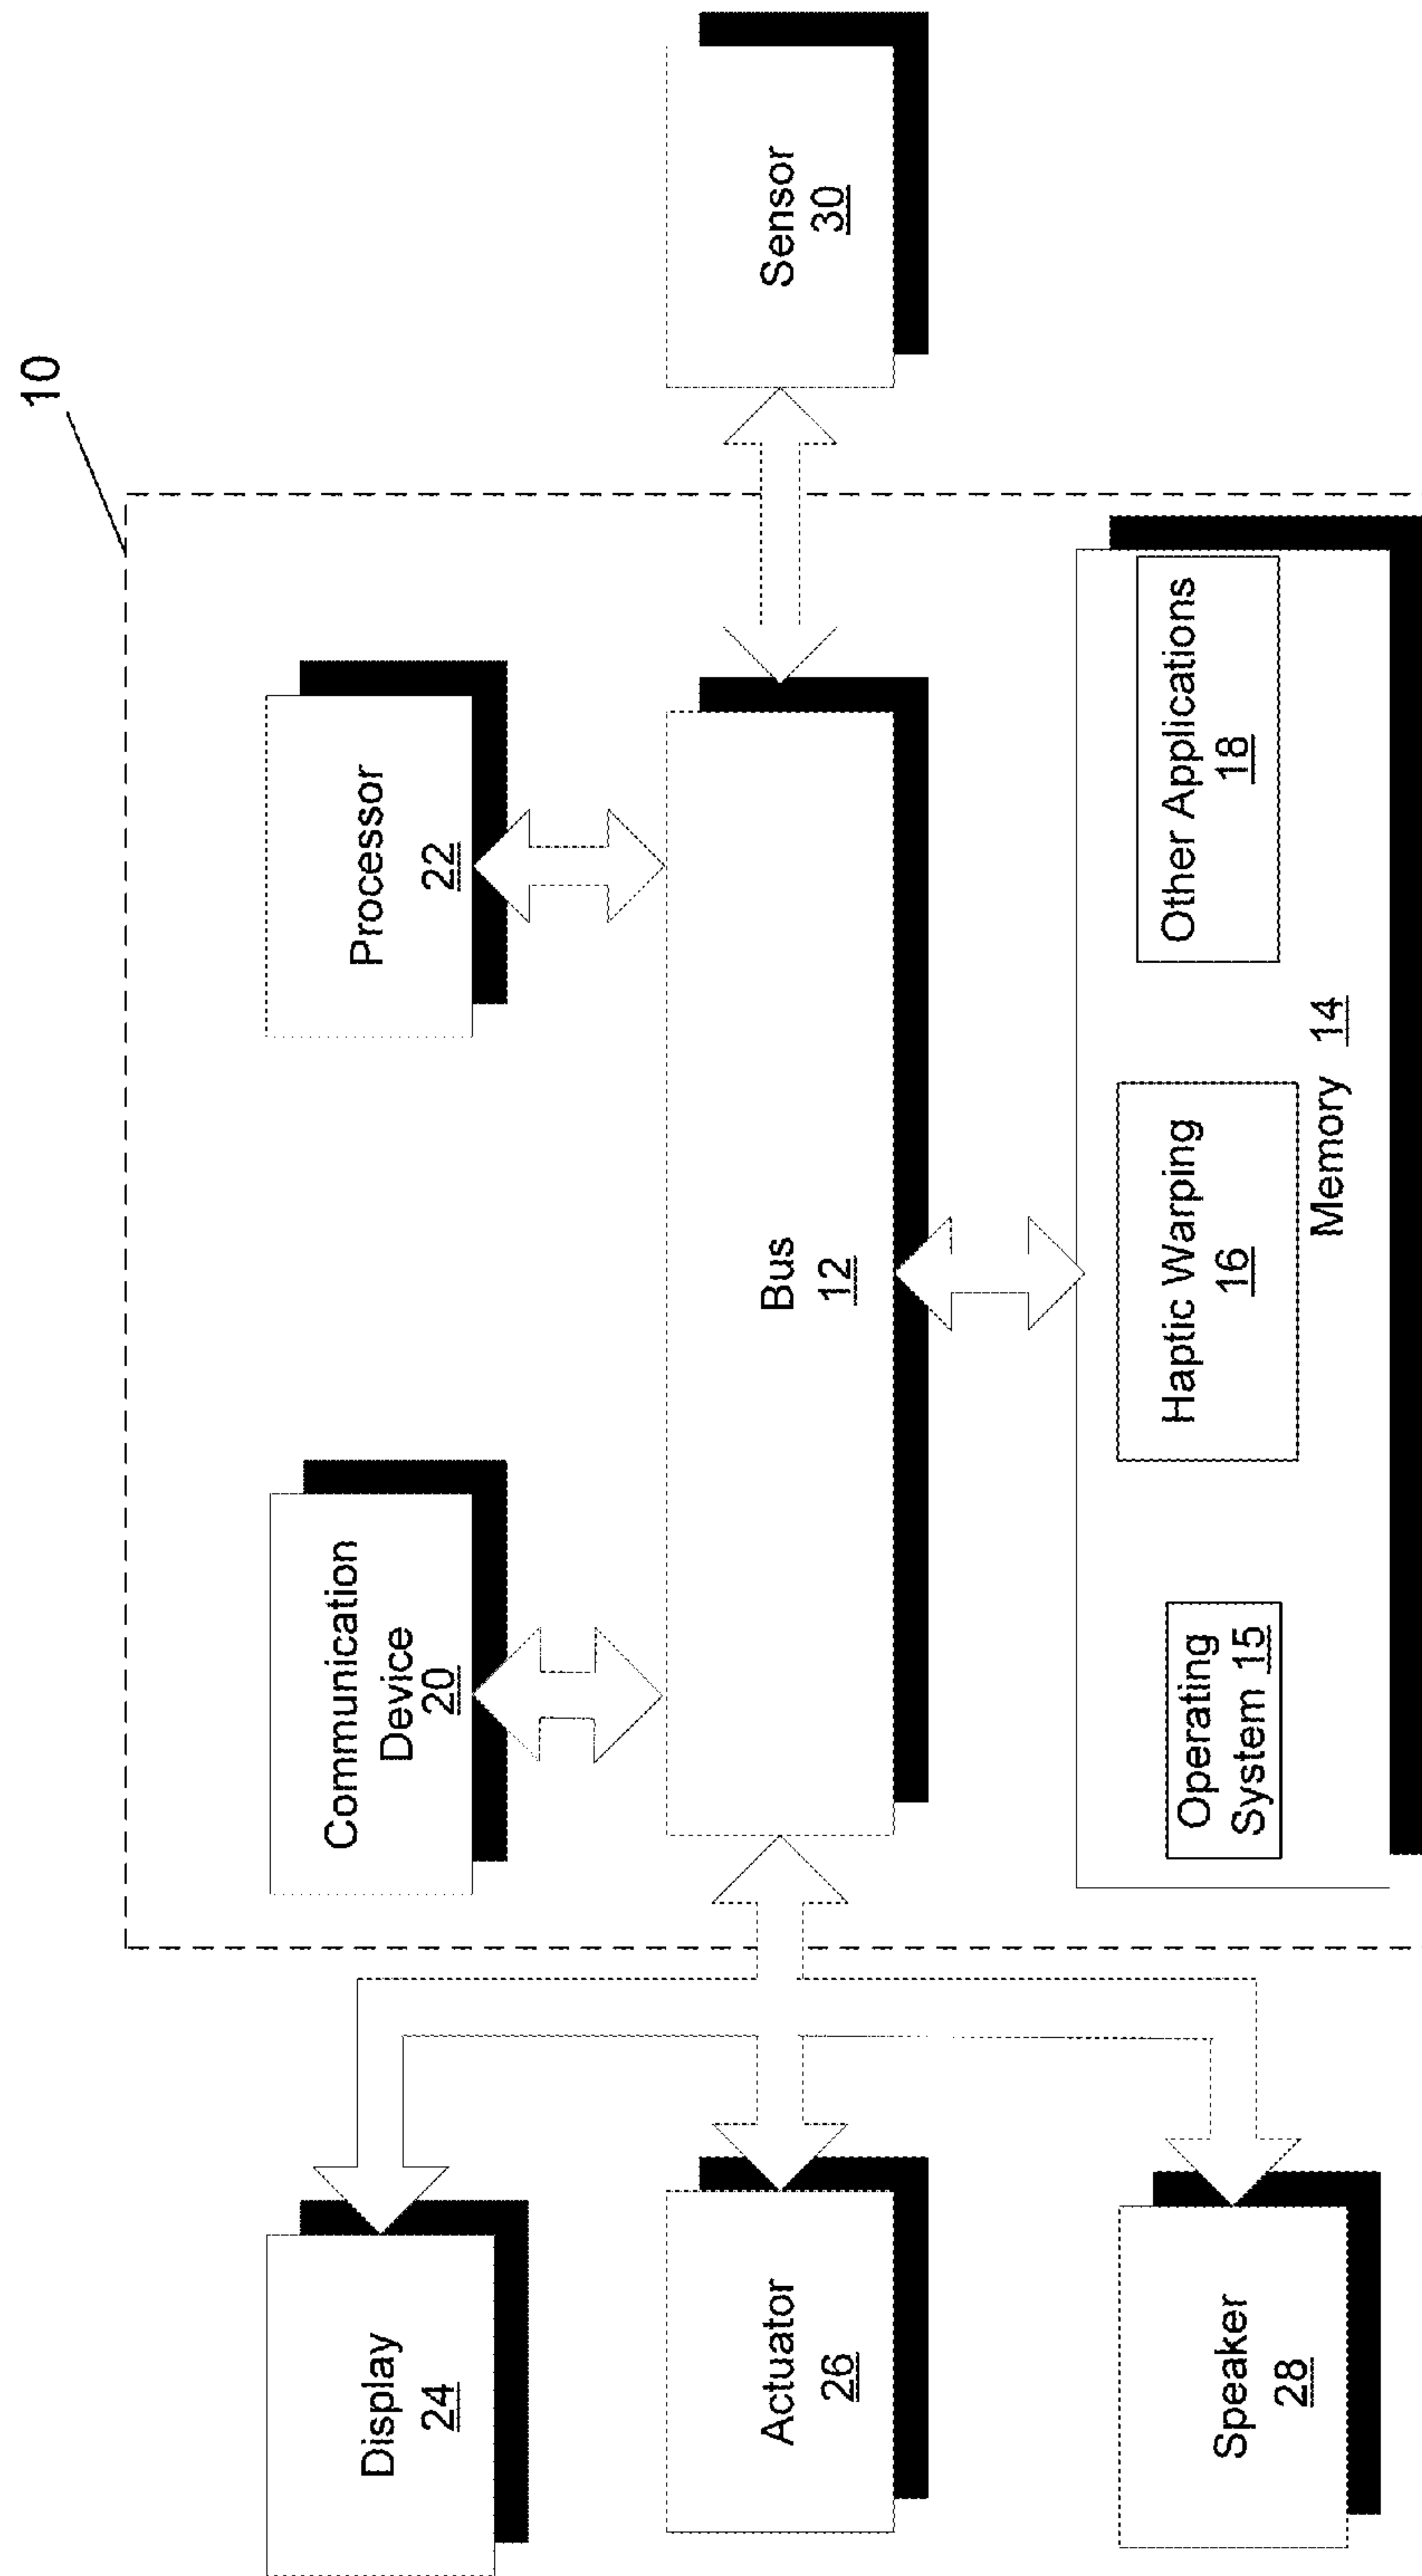 10
Communication
Device
20
Processor
22
Display
24
Actuator
26
Bus
12
Sensor
30
Speaker
28
Operating
System 15
Haptic Warping
16
Other Applications
18
Memory 14